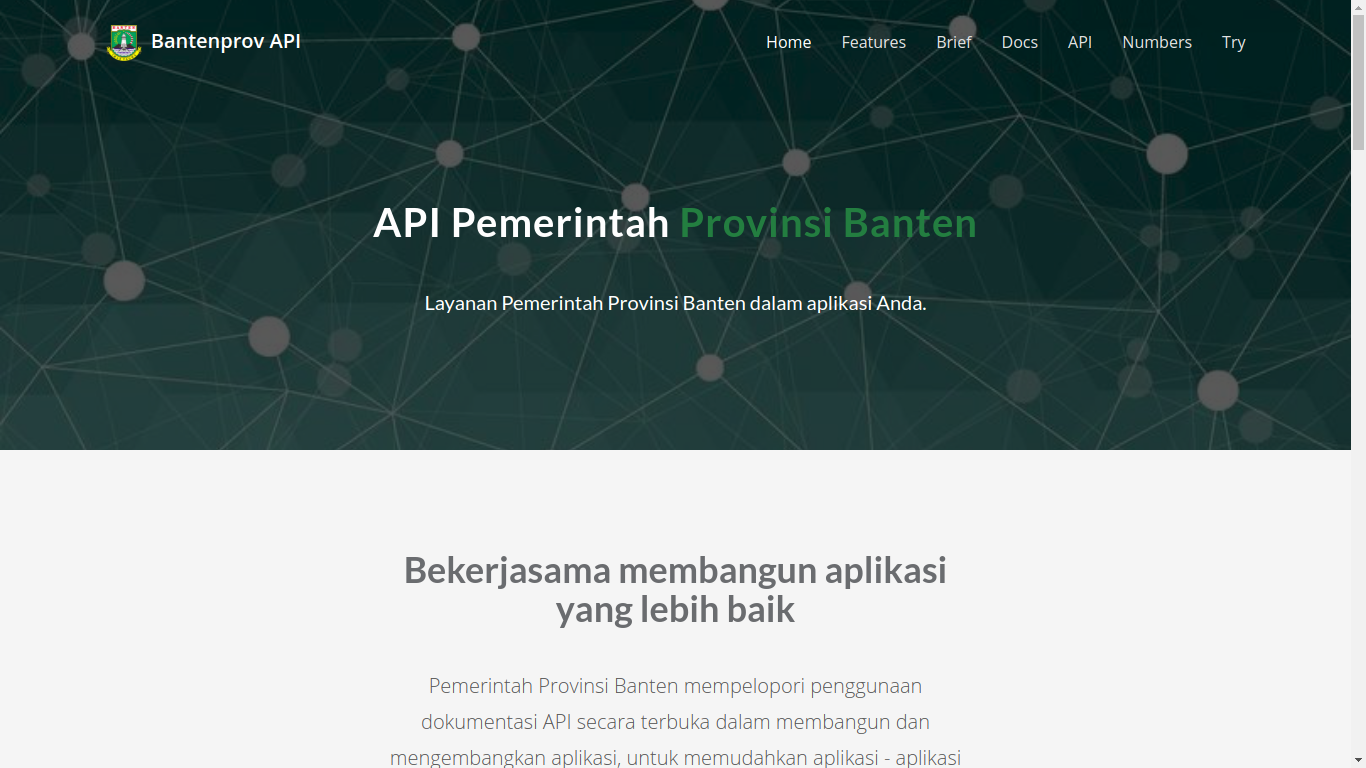 Bantenprov API
Home Features Brief Docs API Numbers Try
API Pemerintah Provinsi Banten
Layanan Pemerintah Provinsi Banten dalam aplikasi Anda.
Bekerjasama membangun aplikasi
yang lebih baik
Pemerintah Provinsi Banten mempelopori penggunaan
dokumentasi API secara terbuka dalam membangun dan
mengembangkan aplikasi, untuk memudahkan aplikasi - aplikasi